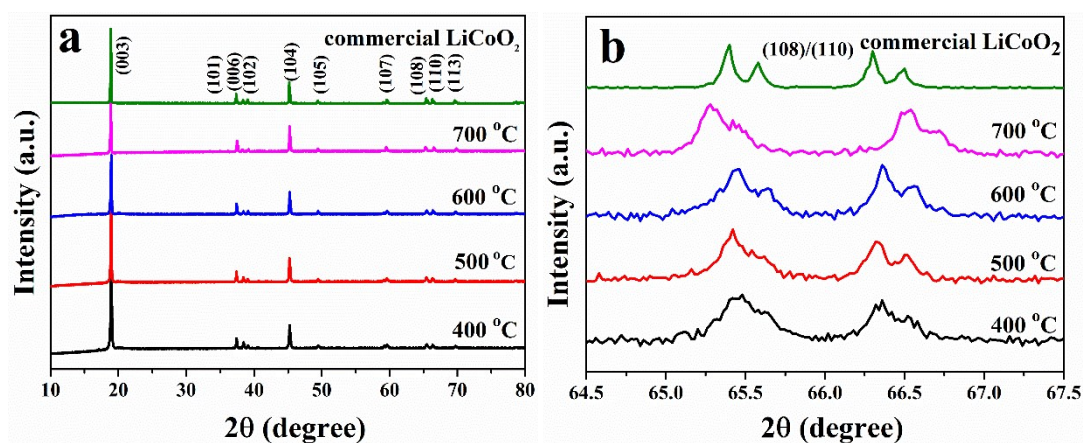 a
commercial LiCoO₂
(003)
(101)
(006)
(102)
(104)
(105)
(107)
(108)
(110)
(113)
700 °C
600 °C
500 °C
400 °C
Intensity (a.u.)
10 20 30 40 50 60 70 80
2θ (degree)
b
(108)/(110) commercial LiCoO₂
700 °C
600 °C
500 °C
400 °C
Intensity (a.u.)
64.5 65.0 65.5 66.0 66.5 67.0 67.5
2θ (degree)